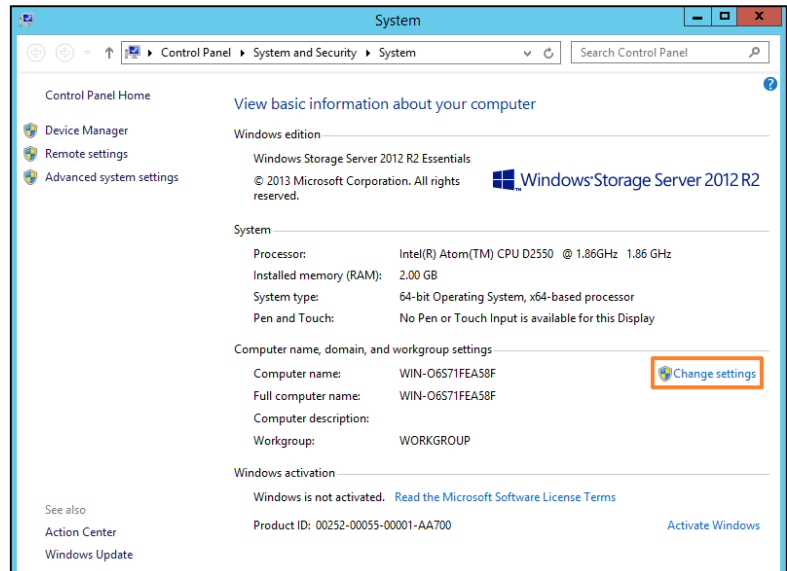 System
Control Panel System and Security System
Search Control Panel
Control Panel Home
Device Manager
Remote settings
Advanced system settings
See also
Action Center
Windows Update
View basic information about your computer
Windows edition
Windows Storage Server 2012 R2 Essentials
© 2013 Microsoft Corporation. All rights
reserved.
Windows Storage Server 2012 R2
System
Processor: Intel(R) Atom(TM) CPU D2550 @ 1.86GHz 1.86 GHz
Installed memory (RAM): 2.00 GB
System type: 64-bit Operating System, x64-based processor
Pen and Touch: No Pen or Touch Input is available for this Display
Computer name, domain, and workgroup settings
Computer name: WIN-O6S71FEA58F
Change settings
Full computer name: WIN-O6S71FEA58F
Computer description:
Workgroup: WORKGROUP
Windows activation
Windows is not activated. Read the Microsoft Software License Terms
Product ID: 00252-00055-00001-AA700
Activate Windows